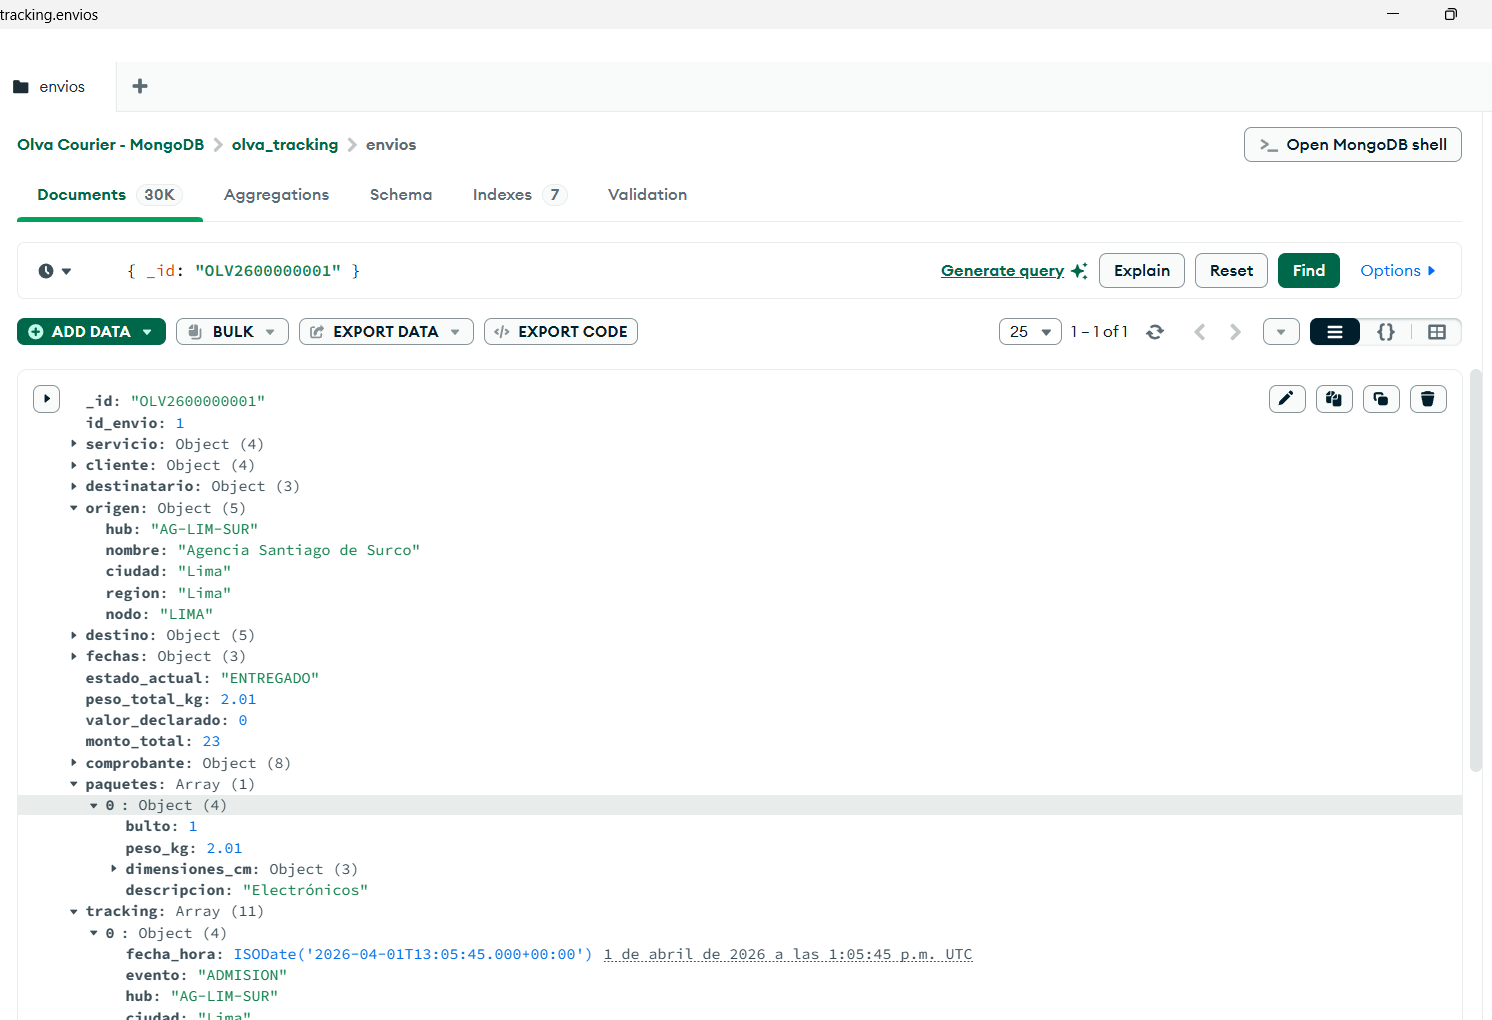 tracking.envios
envios
Olva Courier - MongoDB > olva_tracking > envios
>_ Open MongoDB shell
Documents 30K Aggregations Schema Indexes 7 Validation
{ _id: "OLV2600000001" }
Generate query Explain Reset Find Options
ADD DATA BULK EXPORT DATA </> EXPORT CODE
25 1 – 1 of 1 {}
_id: "OLV2600000001"
id_envio: 1
servicio: Object (4)
cliente: Object (4)
destinatario: Object (3)
origen: Object (5)
hub: "AG-LIM-SUR"
nombre: "Agencia Santiago de Surco"
ciudad: "Lima"
region: "Lima"
nodo: "LIMA"
destino: Object (5)
fechas: Object (3)
estado_actual: "ENTREGADO"
peso_total_kg: 2.01
valor_declarado: 0
monto_total: 23
comprobante: Object (8)
paquetes: Array (1)
0: Object (4)
bulto: 1
peso_kg: 2.01
dimensiones_cm: Object (3)
descripcion: "Electrónicos"
tracking: Array (11)
0: Object (4)
fecha_hora: ISODate('2026-04-01T13:05:45.000+00:00') 1 de abril de 2026 a las 1:05:45 p.m. UTC
evento: "ADMISION"
hub: "AG-LIM-SUR"
ciudad: "Lima"